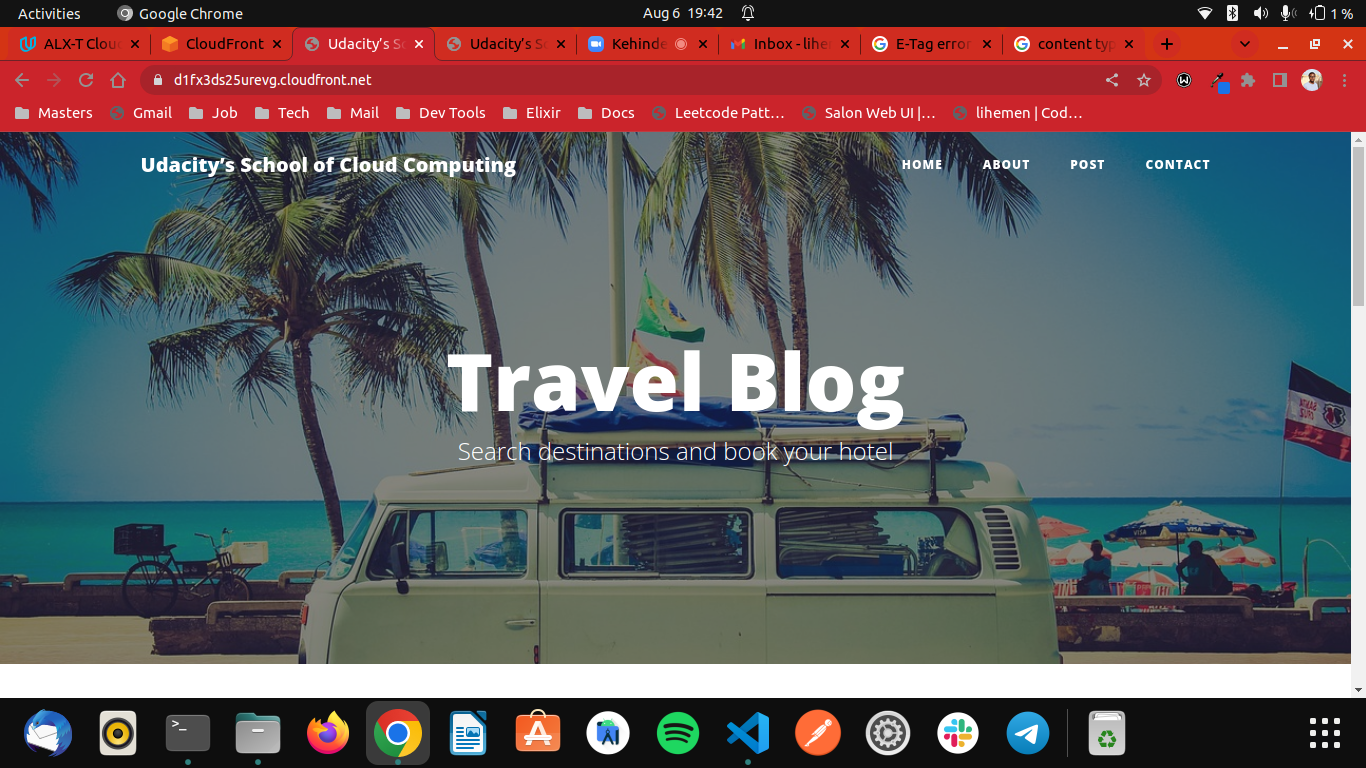 Activities Google Chrome Aug 6 19:42 1 %
ALX-T Clou CloudFront Udacity’s Sc Udacity’s Sc Kehinde Inbox - lihe E-Tag error content typ
d1fx3ds25urevg.cloudfront.net
Masters Gmail Job Tech Mail Dev Tools Elixir Docs Leetcode Patt… Salon Web UI |… lihemen | Cod…
Udacity’s School of Cloud Computing HOME ABOUT POST CONTACT
Travel Blog
Search destinations and book your hotel
VISA VISA